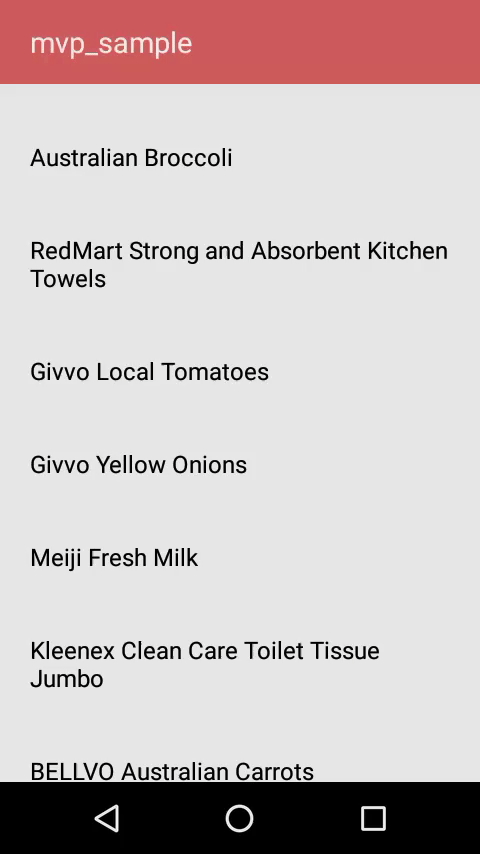 mvp_sample
Australian Broccoli
RedMart Strong and Absorbent Kitchen
Towels
Givvo Local Tomatoes
Givvo Yellow Onions
Meiji Fresh Milk
Kleenex Clean Care Toilet Tissue
Jumbo
BELLVO Australian Carrots